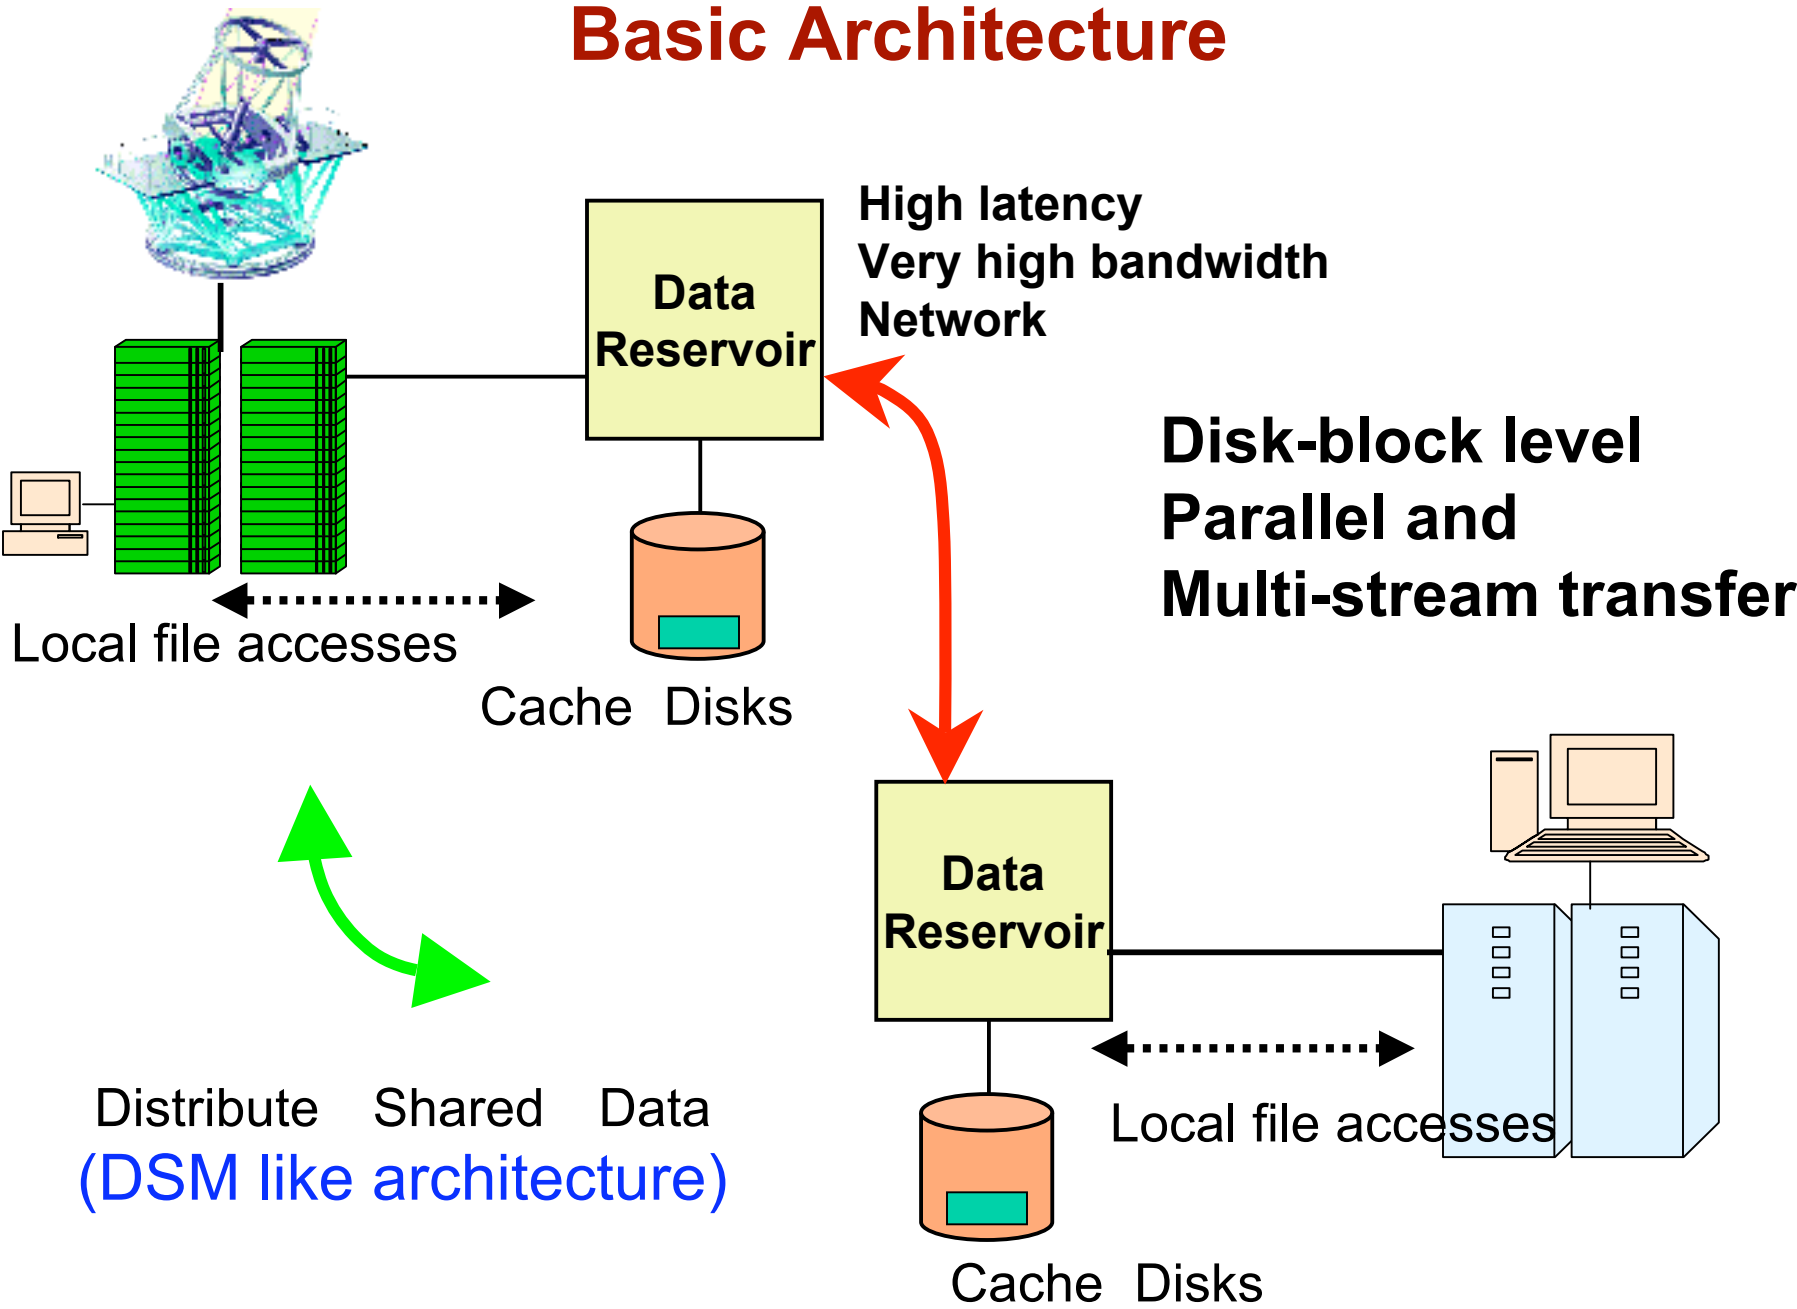 Basic Architecture
High latency
Very high bandwidth
Network
Data
Reservoir
Disk-block level
Parallel and
Multi-stream transfer
Local file accesses
Cache Disks
Data
Reservoir
Distribute Shared Data
(DSM like architecture)
Local file accesses
Cache Disks